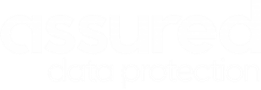 assured
data protection